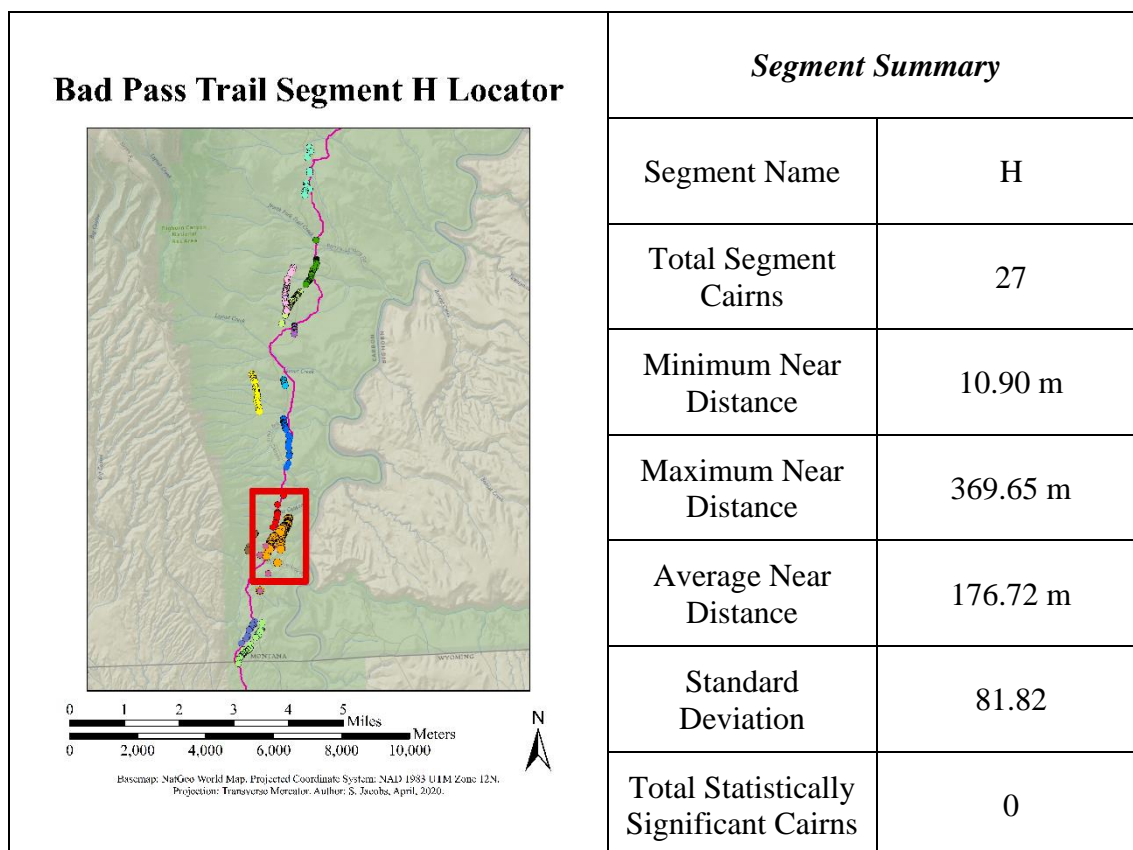 Bad Pass Trail Segment H Locator
MONTANA
WYOMING
0 1 2 3 4 5
Miles
Meters
0 2,000 4,000 6,000 8,000 10,000
N
Basemap: NatGeo World Map. Projected Coordinate System: NAD 1983 UTM Zone 12N.
Projection: Transverse Mercator. Author: S. Jacobs, April, 2020.
Segment Summary
Segment Name
H
Total Segment
Cairns
27
Minimum Near
Distance
10.90 m
Maximum Near
Distance
369.65 m
Average Near
Distance
176.72 m
Standard
Deviation
81.82
Total Statistically
Significant Cairns
0